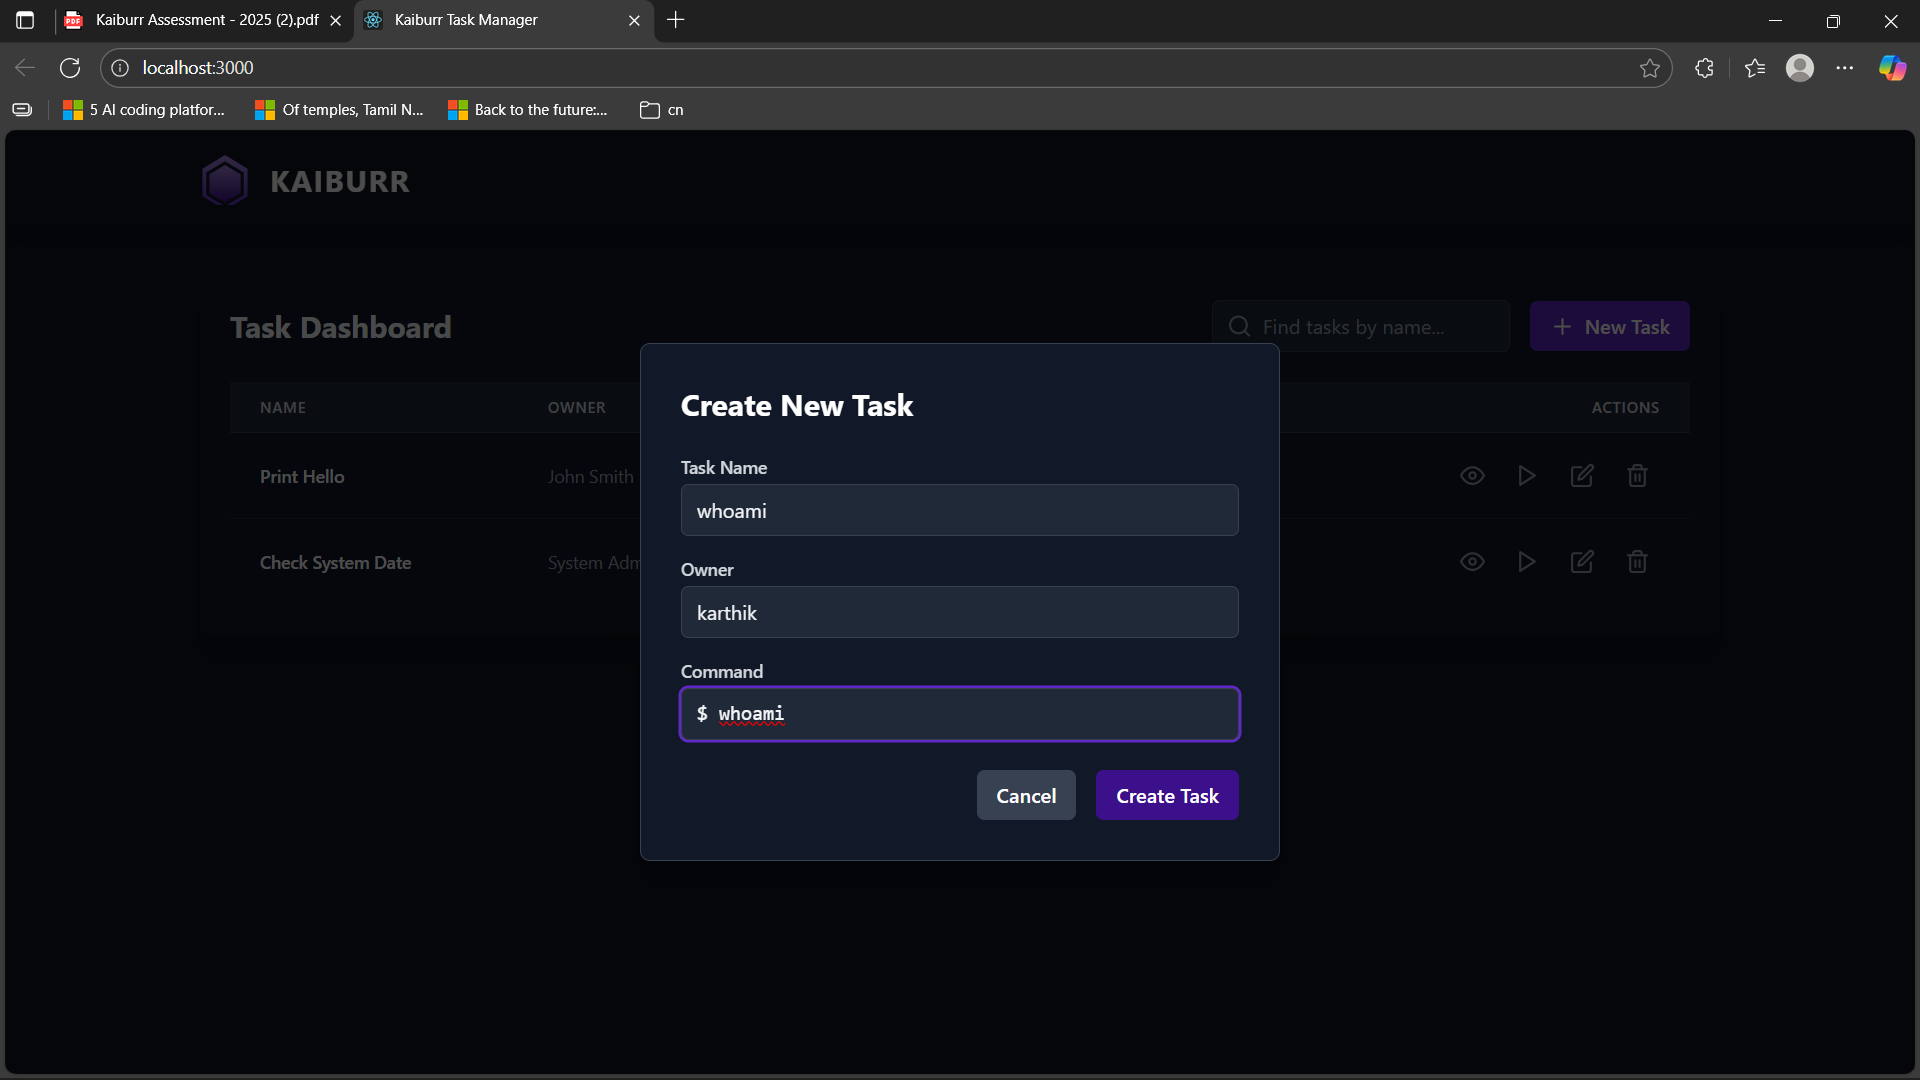 Kaiburr Assessment - 2025 (2).pdf
Kaiburr Task Manager
localhost:3000
5 AI coding platfor...
Of temples, Tamil N...
Back to the future:...
cn
KAIBURR
Task Dashboard
Find tasks by name...
New Task
NAME
OWNER
ACTIONS
Print Hello
John Smith
Check System Date
System Adm
Create New Task
Task Name
whoami
Owner
karthik
Command
$ whoami
Cancel
Create Task